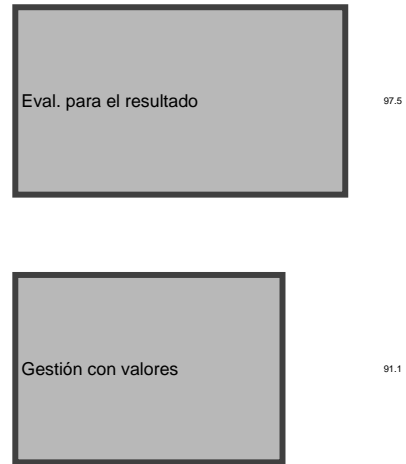 Eval. para el resultado 97.5
Gestión con valores 91.1